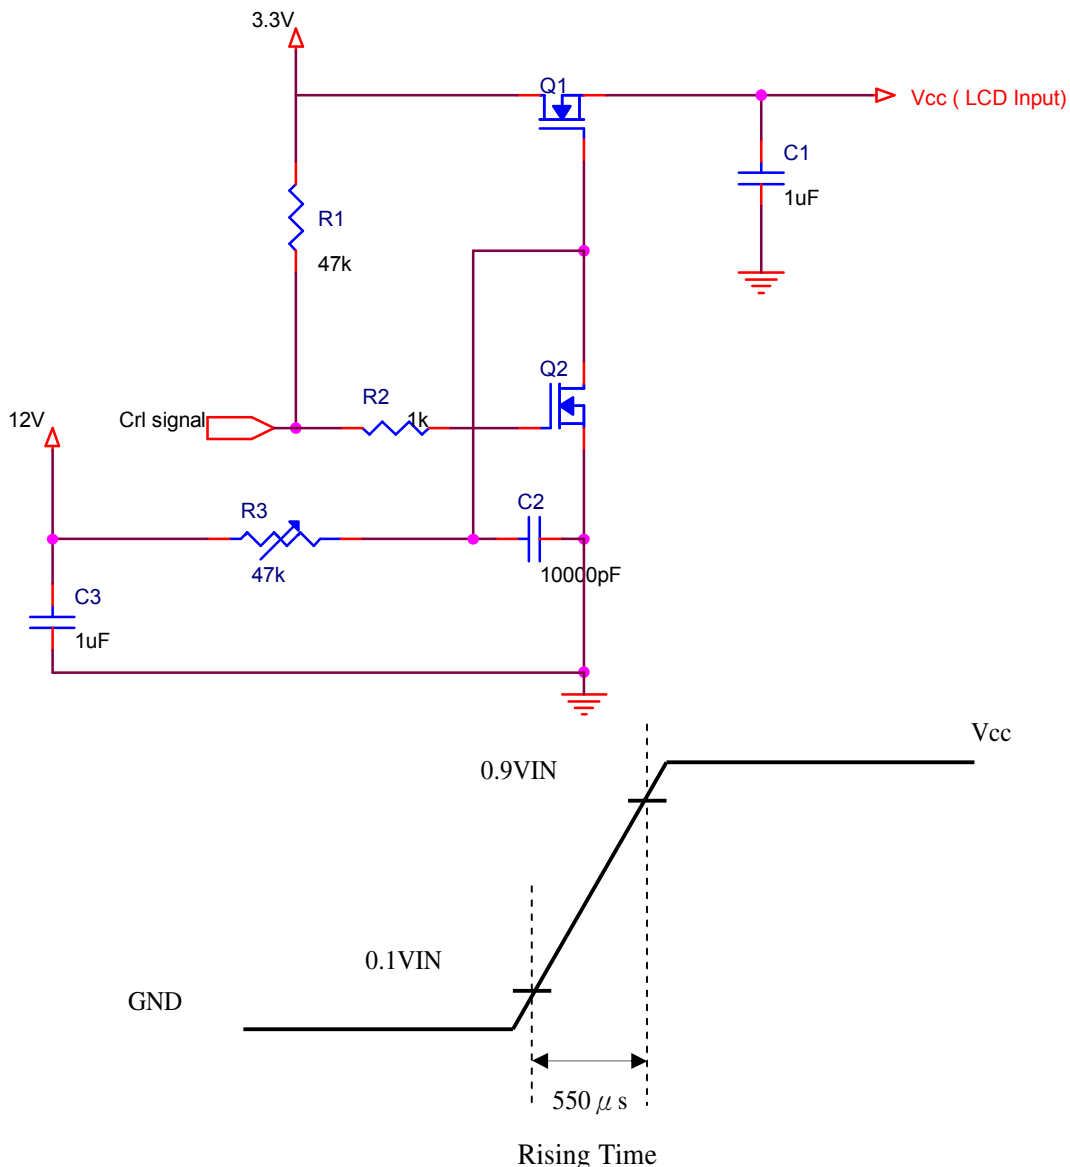 3.3V
Q1
Vcc ( LCD Input)
C1
1uF
R1
47k
Q2
R2
1k
12V
Crl signal
R3
47k
C2
10000pF
C3
1uF
Vcc
0.9VIN
0.1VIN
GND
550 μ s
Rising Time